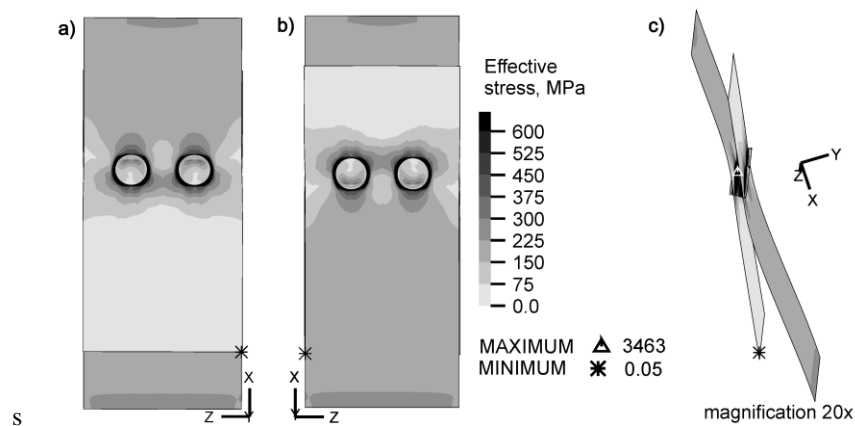 a)
b)
c)
Effective
stress, MPa
600
525
450
375
300
225
150
75
0.0
MAXIMUM 3463
MINIMUM 0.05
X
Z Y
X
Z
Y
Z
X
magnification 20x
s